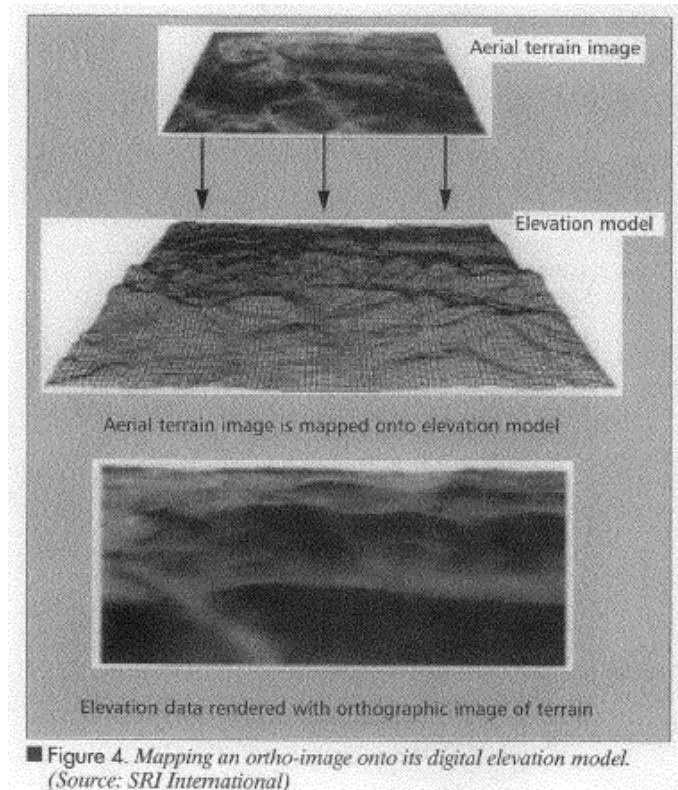 Aerial terrain image
Elevation model
Aerial terrain image is mapped onto elevation model
Elevation data rendered with orthographic image of terrain
■ Figure 4. Mapping an ortho-image onto its digital elevation model.
(Source: SRI International)